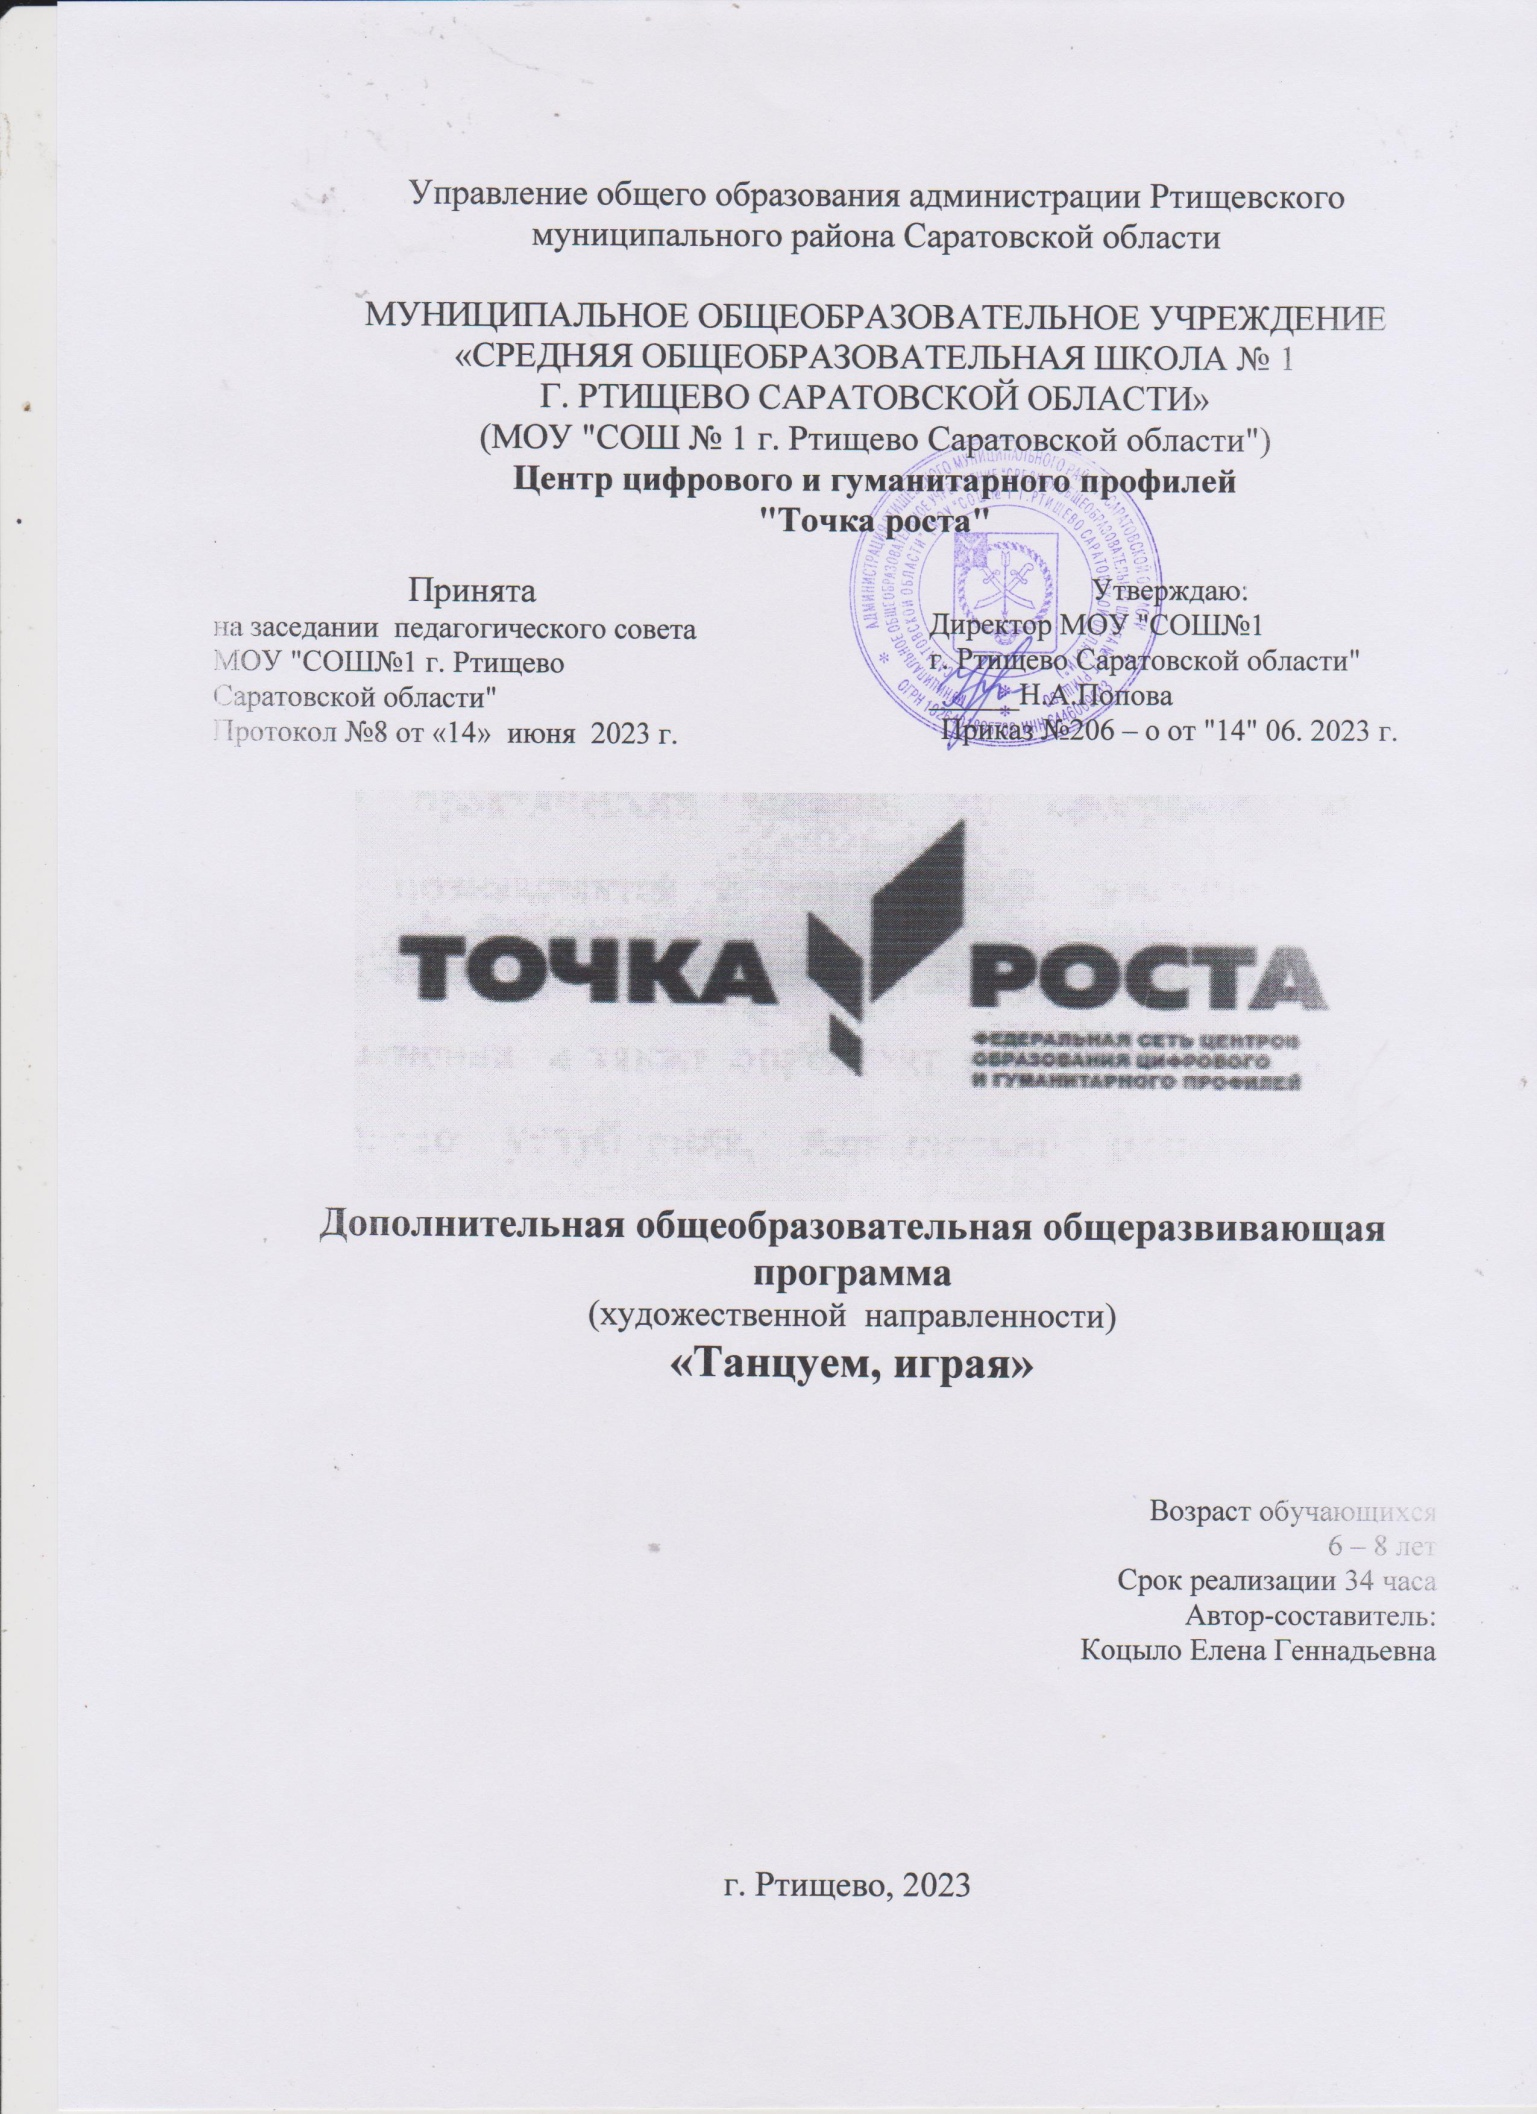 Управление общего образования администрации Ртищевского
муниципального района Саратовской области
МУНИЦИПАЛЬНОЕ ОБЩЕОБРАЗОВАТЕЛЬНОЕ УЧРЕЖДЕНИЕ
«СРЕДНЯЯ ОБЩЕОБРАЗОВАТЕЛЬНАЯ ШКОЛА № 1
Г. РТИЩЕВО САРАТОВСКОЙ ОБЛАСТИ»
(МОУ "СОШ № 1 г. Ртищево Саратовской области")
Центр цифрового и гуманитарного профилей
"Точка роста"
Принята
на заседании педагогического совета
МОУ "СОШ№1 г. Ртищево
Саратовской области"
Протокол №8 от «14» июня 2023 г.
Утверждаю:
Директор МОУ "СОШ№1
г. Ртищево Саратовской области"
______Н.А.Попова
Приказ №206 – о от "14" 06. 2023 г.
ТОЧКА РОСТА
ФЕДЕРАЛЬНАЯ СЕТЬ ЦЕНТРОВ
ОБРАЗОВАНИЯ ЦИФРОВОГО
И ГУМАНИТАРНОГО ПРОФИЛЕЙ
Дополнительная общеобразовательная общеразвивающая
программа
(художественной направленности)
«Танцуем, играя»
Возраст обучающихся
6 – 8 лет
Срок реализации 34 часа
Автор-составитель:
Коцыло Елена Геннадьевна
г. Ртищево, 2023